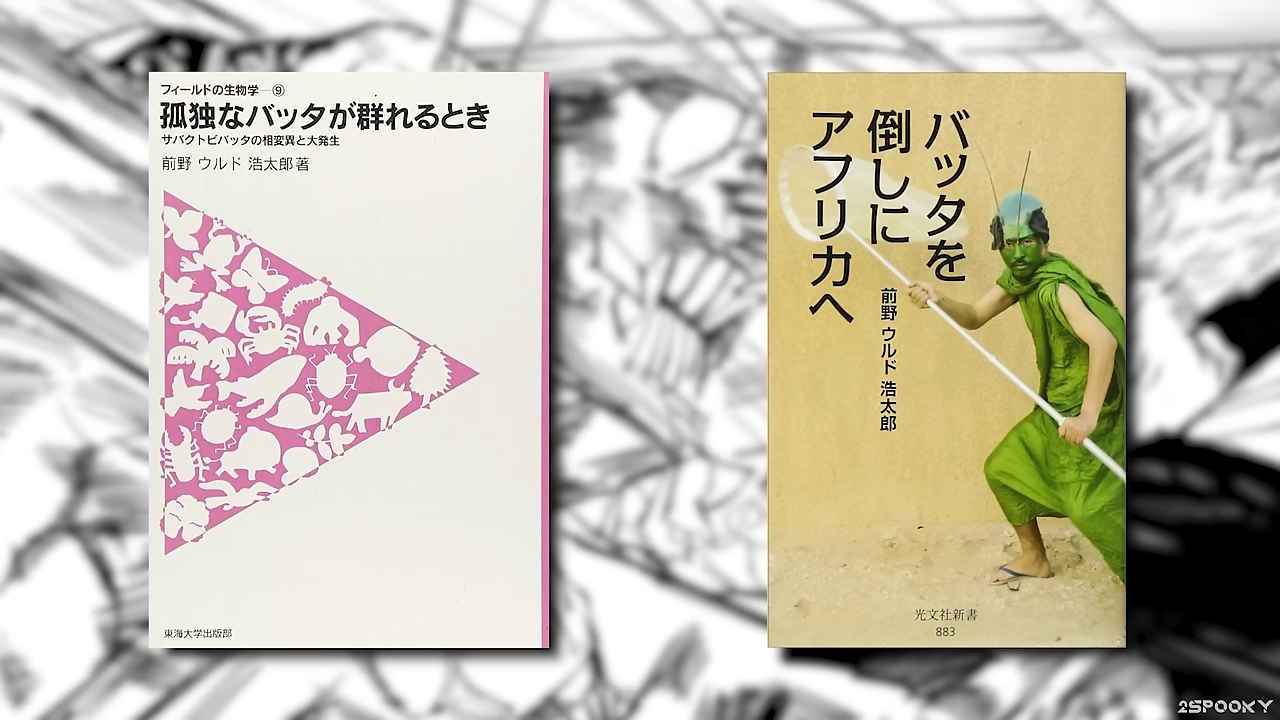 フィールドの生物学─⑨
孤独なバッタが群れるとき
サバクトビバッタの相変異と大発生
前野 ウルド 浩太郎著
東海大学出版部
バッタを
倒しに
アフリカへ
前野 ウルド 浩太郎
光文社新書
883
2SPOOKY